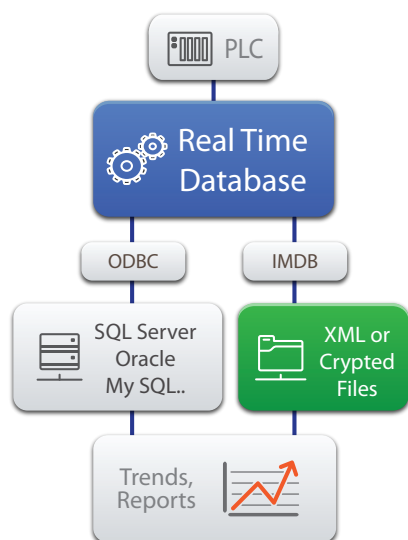 PLC
Real Time
Database
ODBC
IMDB
SQL Server
Oracle
My SQL..
XML or
Crypted
Files
Trends,
Reports